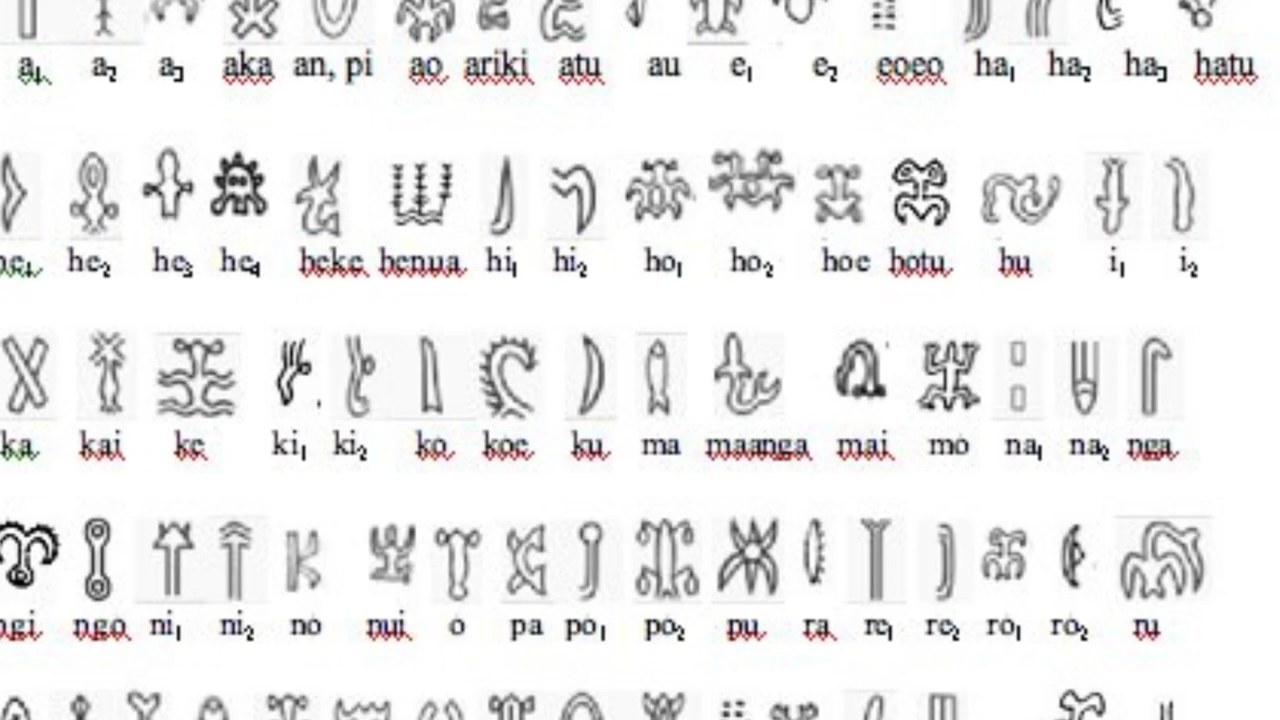 a₁ a₂ a₃ aka an, pi ao ariki atu au e₁ e₂ eoeo ha₁ ha₂ ha₃ hatu
he₁ he₂ he₃ he₄ heke henua hi₁ hi₂ ho₁ ho₂ hoe hotu hu i₁ i₂
ka kai ke ki₁ ki₂ ko koe ku ma maanga mai mo na₁ na₂ nga
ngi ngo ni₁ ni₂ no nui o pa po₁ po₂ pu ra re₁ re₂ ro₁ ro₂ ru